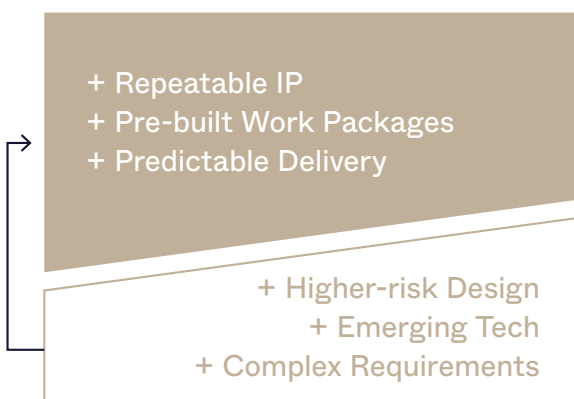 + Repeatable IP
+ Pre-built Work Packages
+ Predictable Delivery
+ Higher-risk Design
+ Emerging Tech
+ Complex Requirements